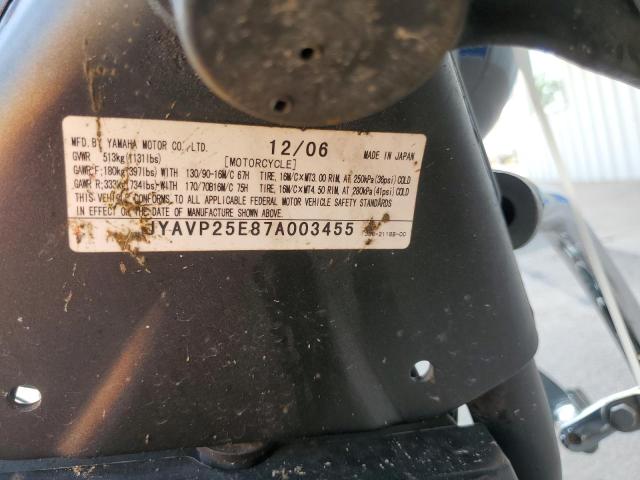 MFD. BY YAMAHA MOTOR CO.,LTD. 12/06 MADE IN JAPAN
GVWR 513kg(1131lbs) [MOTORCYCLE]
GAWR F:180kg(397lbs) WITH 130/90-16M/C 67H TIRE, 16M/C×MT3.00 RIM, AT 250kPa(36psi) COLD
GAWR R:333kg(734lbs) WITH 170/70B16M/C 75H TIRE, 16M/C×MT4.50 RIM, AT 280kPa(41psi) COLD
THIS VEHICLE CONFORMS TO ALL APPLICABLE FEDERAL MOTOR VEHICLE SAFETY STANDARDS
IN EFFECT ON THE DATE OF MANUFACTURE SHOWN ABOVE.
JYAVP25E87A003455